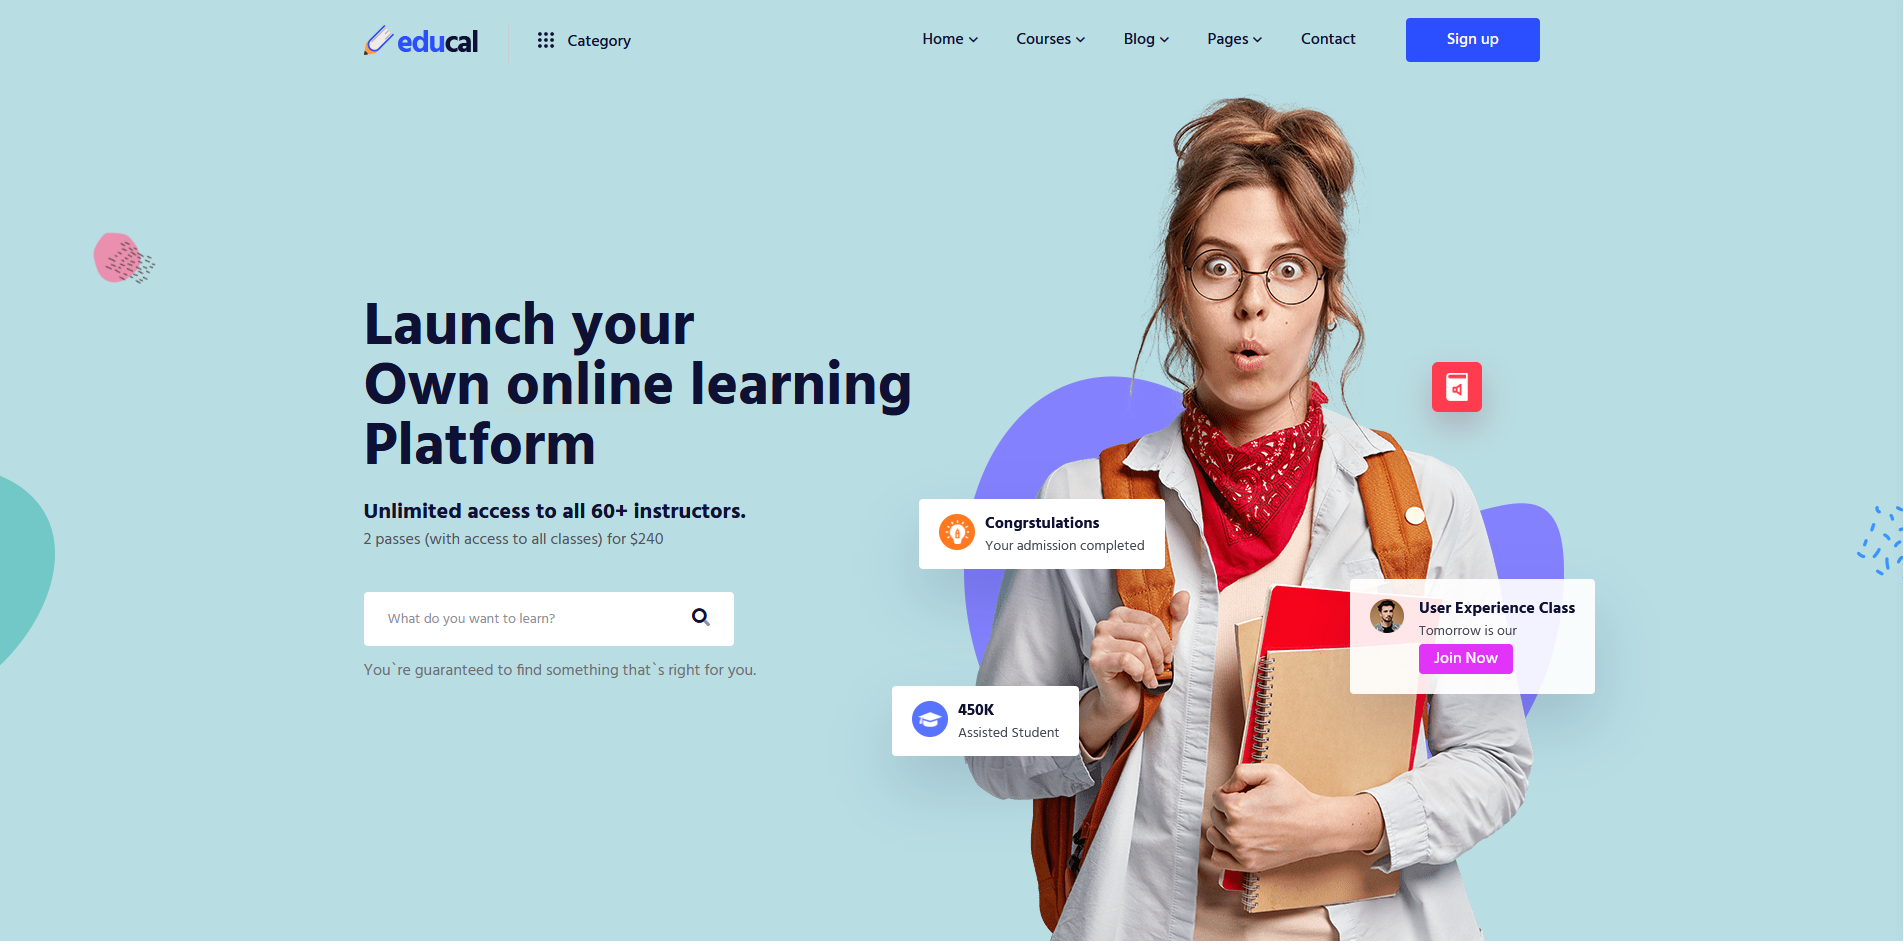 educal
Category
Home
Courses
Blog
Pages
Contact
Sign up
Launch your
Own online learning
Platform
Unlimited access to all 60+ instructors.
2 passes (with access to all classes) for $240
What do you want to learn?
You`re guaranteed to find something that`s right for you.
Congrstulations
Your admission completed
User Experience Class
Tomorrow is our
Join Now
450K
Assisted Student